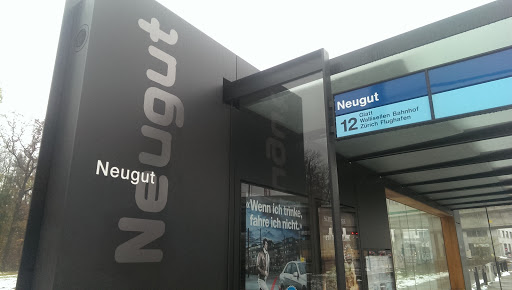 Neugut
Neugut
Neugut
12
Glatt
Wallisellen Bahnhof
Zürich Flughafen
«Wenn ich trinke,
fahre ich nicht.»